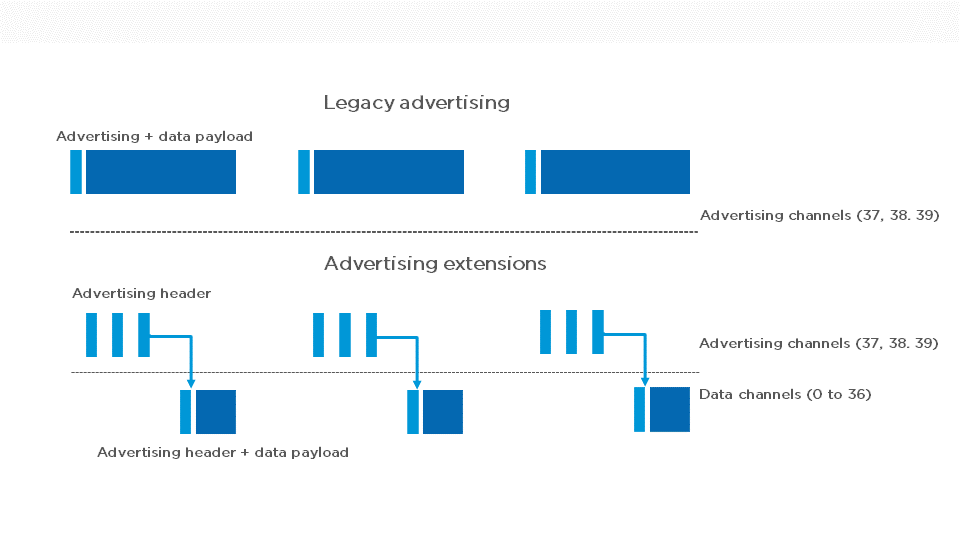 Legacy advertising
Advertising + data payload
Advertising channels (37, 38. 39)
Advertising extensions
Advertising header
Advertising channels (37, 38. 39)
Data channels (0 to 36)
Advertising header + data payload